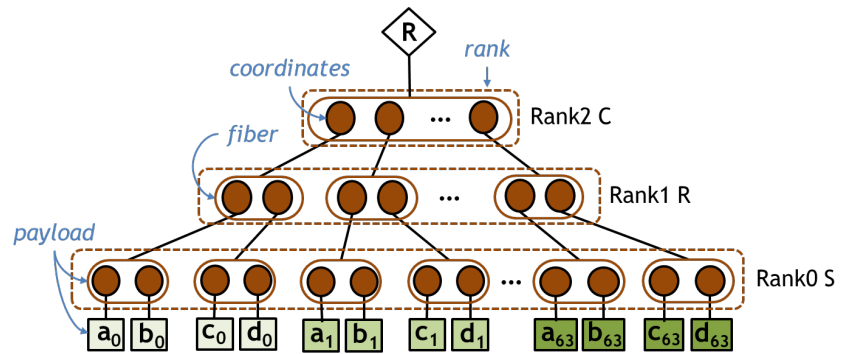 R
rank
coordinates
... Rank2 C
fiber
... Rank1 R
payload
... Rank0 S
a0 b0 c0 d0 a1 b1 c1 d1 a63 b63 c63 d63